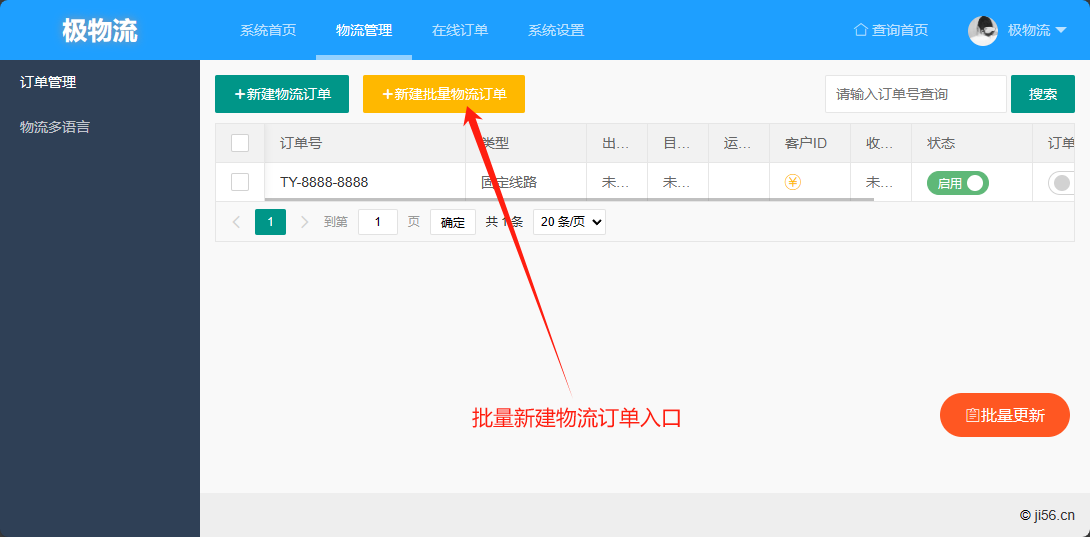 极物流 系统首页 物流管理 在线订单 系统设置 查询首页 极物流
订单管理
物流多语言
+新建物流订单 +新建批量物流订单 请输入订单号查询 搜索
订单号 类型 出... 目... 运... 客户ID 收... 状态 订单
TY-8888-8888 固定线路 未... 未... ¥ 未... 启用
1 到第 1 页 确定 共 1 条 20 条/页
批量新建物流订单入口
批量更新
© ji56.cn